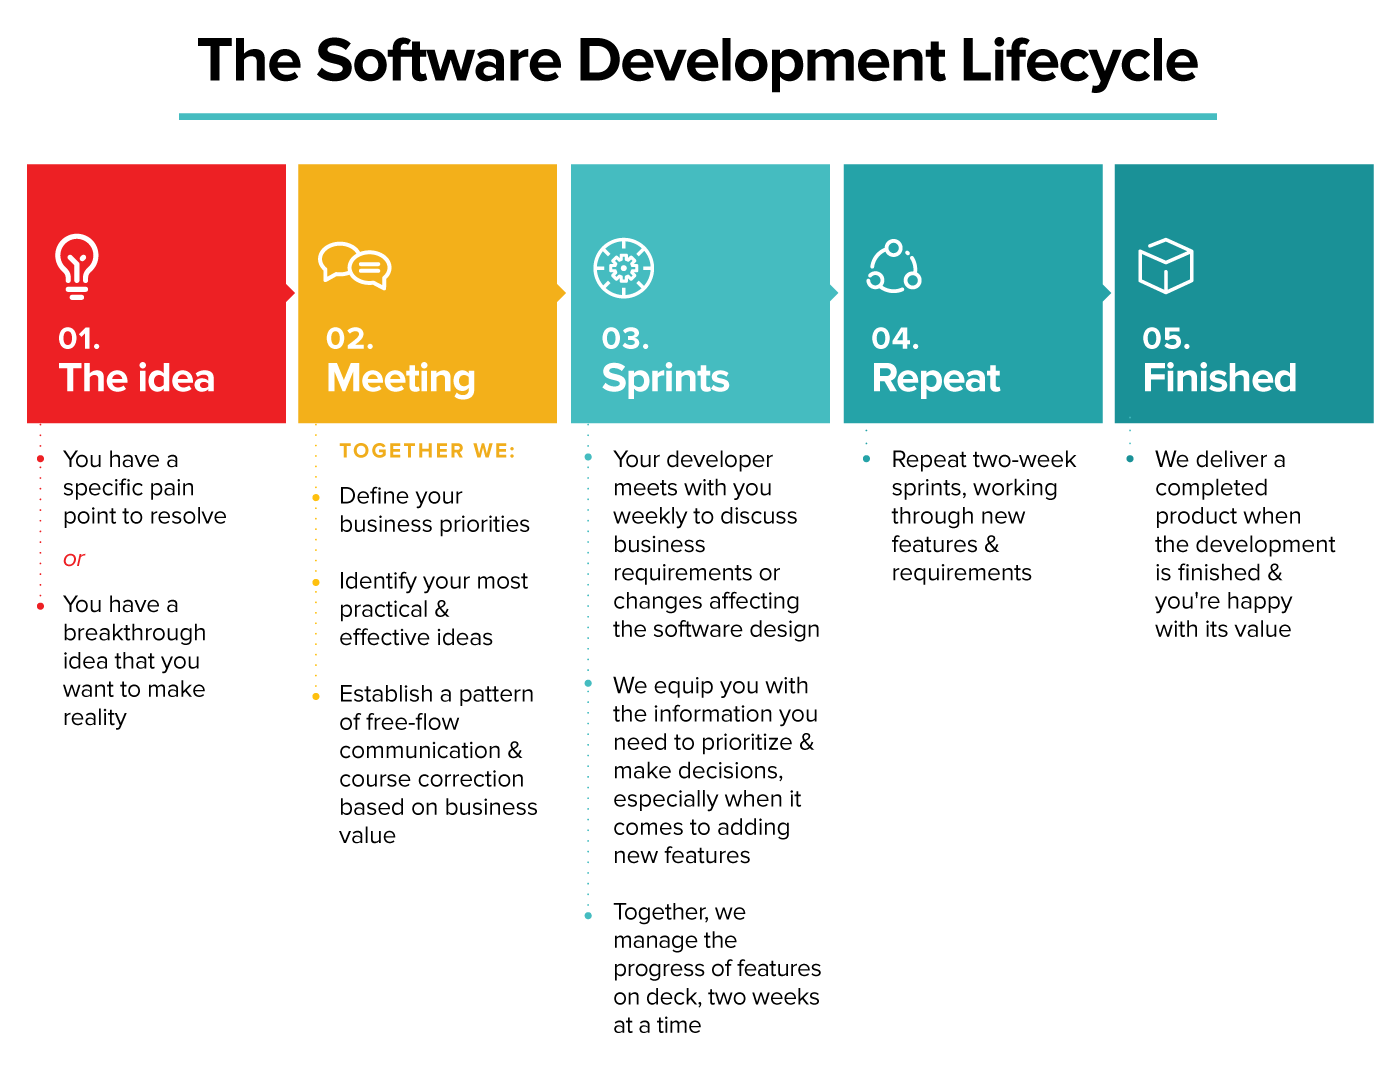 The Software Development Lifecycle
01.
The idea
You have a
specific pain
point to resolve
or
You have a
breakthrough
idea that you
want to make
reality
02.
Meeting
TOGETHER WE:
Define your
business priorities
Identify your most
practical &
effective ideas
Establish a pattern
of free-flow
communication &
course correction
based on business
value
03.
Sprints
Your developer
meets with you
weekly to discuss
business
requirements or
changes affecting
the software design
We equip you with
the information you
need to prioritize &
make decisions,
especially when it
comes to adding
new features
Together, we
manage the
progress of features
on deck, two weeks
at a time
04.
Repeat
Repeat two-week
sprints, working
through new
features &
requirements
05.
Finished
We deliver a
completed
product when
the development
is finished &
you're happy
with its value